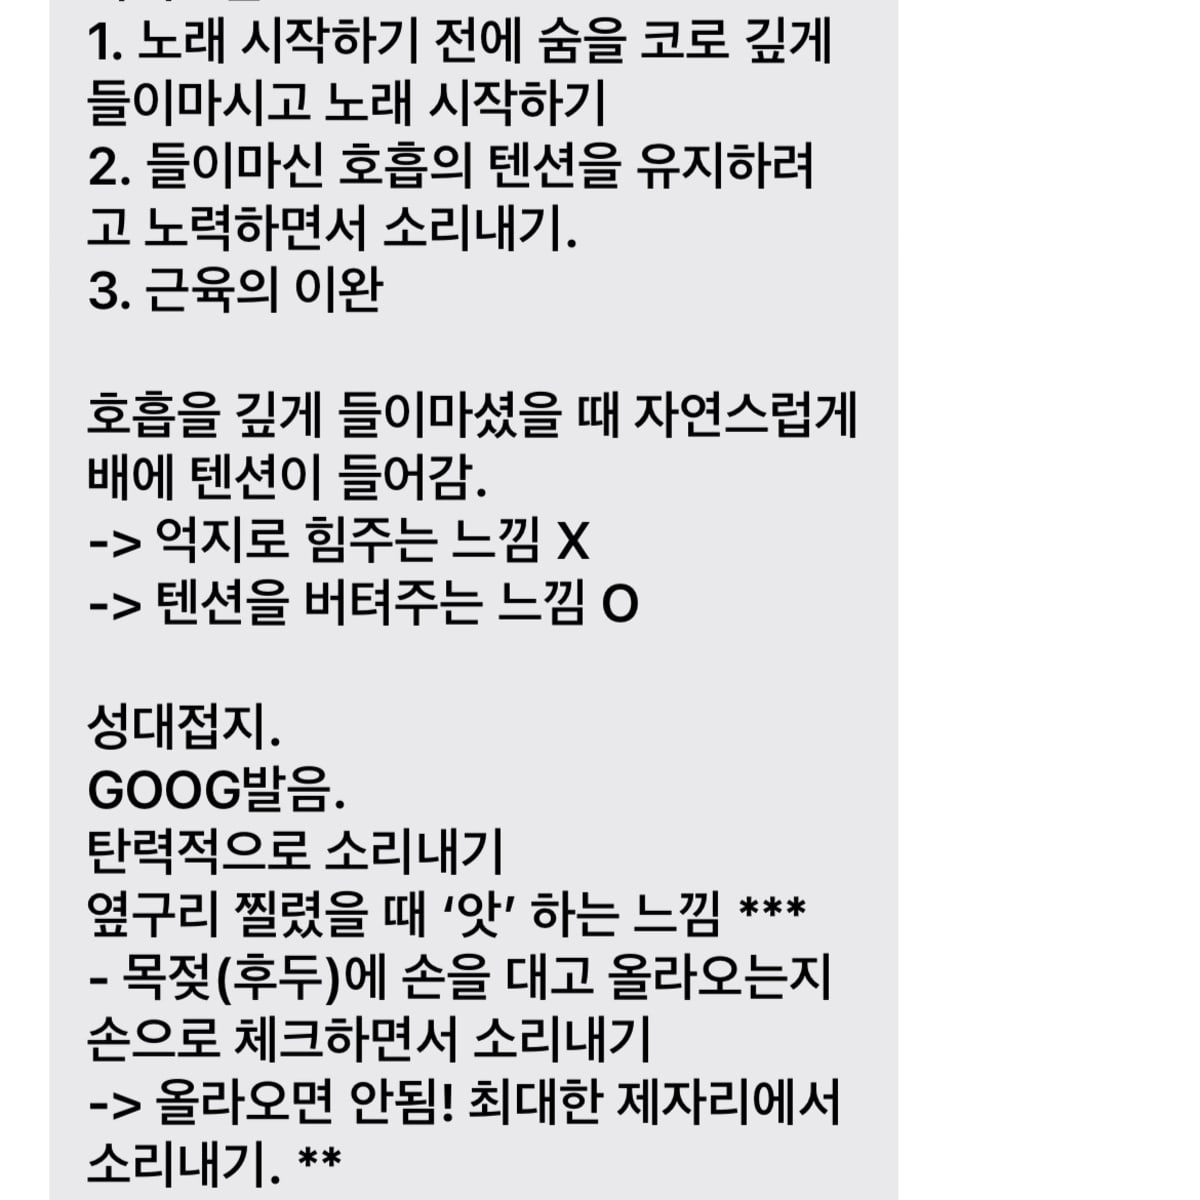 1. 노래 시작하기 전에 숨을 코로 깊게
들이마시고 노래 시작하기
2. 들이마신 호흡의 텐션을 유지하려
고 노력하면서 소리내기.
3. 근육의 이완
호흡을 깊게 들이마셨을 때 자연스럽게
배에 텐션이 들어감.
-> 억지로 힘주는 느낌 X
-> 텐션을 버텨주는 느낌 O
성대접지.
GOOG발음.
탄력적으로 소리내기
옆구리 찔렸을 때 ‘앗’ 하는 느낌 ***
- 목젖(후두)에 손을 대고 올라오는지
손으로 체크하면서 소리내기
-> 올라오면 안됨! 최대한 제자리에서
소리내기. **